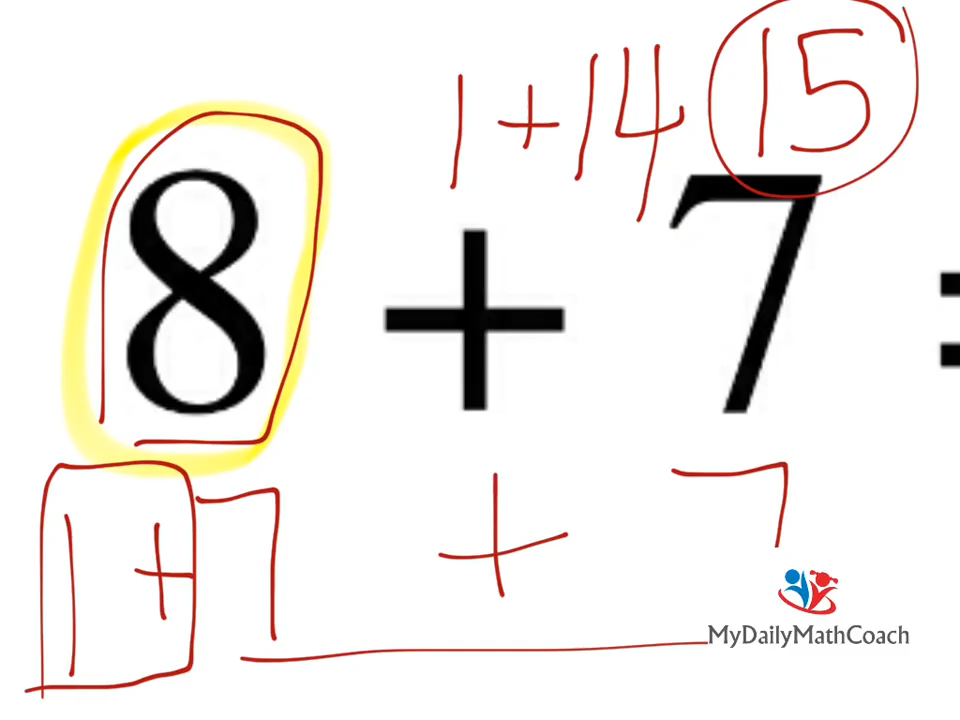 1 + 14 15
8 + 7 =
1 + 7 + 7
MyDailyMathCoach